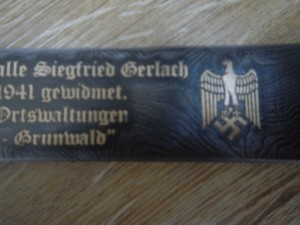 alle Siegfried Gerlach
1941 gewidmet.
Ortswaltungen
. Grunwald"